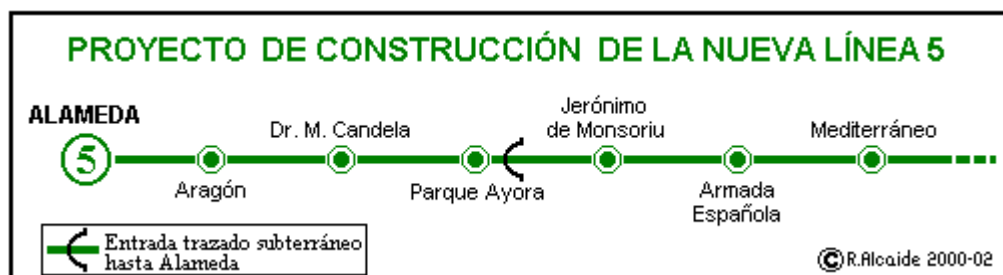 PROYECTO DE CONSTRUCCIÓN DE LA NUEVA LÍNEA 5
ALAMEDA
5
Aragón
Dr. M. Candela
Parque Ayora
Jerónimo
de Monsoriu
Armada
Española
Mediterráneo
Entrada trazado subterráneo
hasta Alameda
©R.Alcaide 2000-02